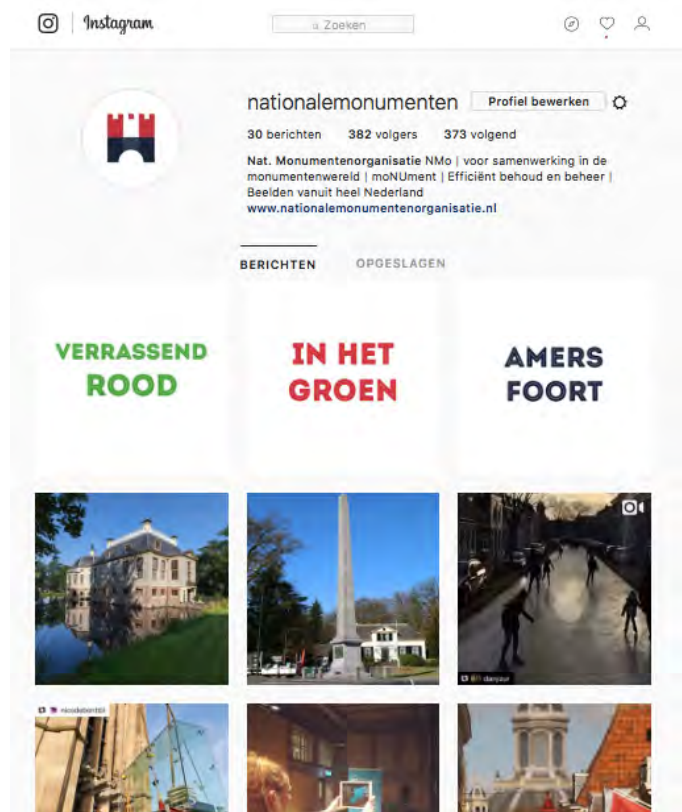 Instagram
Zoeken
nationalemonumenten Profiel bewerken
30 berichten 382 volgers 373 volgend
Nat. Monumentenorganisatie NMo | voor samenwerking in de
monumentenwereld | moNUment | Efficiënt behoud en beheer |
Beelden vanuit heel Nederland
www.nationalemonumentenorganisatie.nl
BERICHTEN OPGESLAGEN
VERRASSEND
ROOD
IN HET
GROEN
AMERS
FOORT
danjour